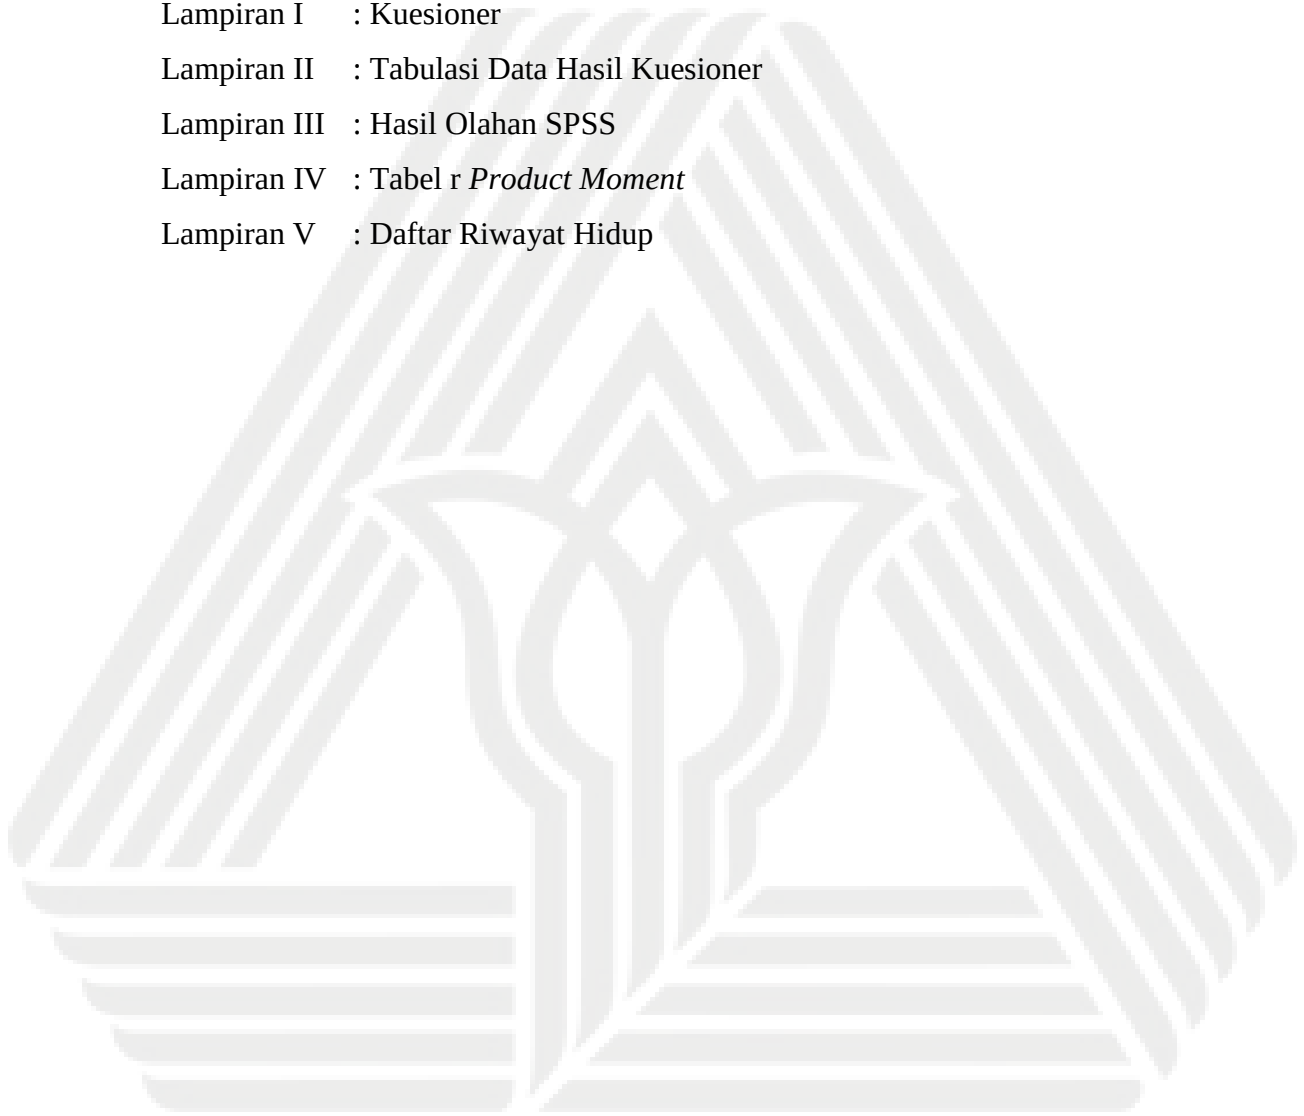 Lampiran I : Kuesioner
Lampiran II : Tabulasi Data Hasil Kuesioner
Lampiran III : Hasil Olahan SPSS
Lampiran IV : Tabel r Product Moment
Lampiran V : Daftar Riwayat Hidup